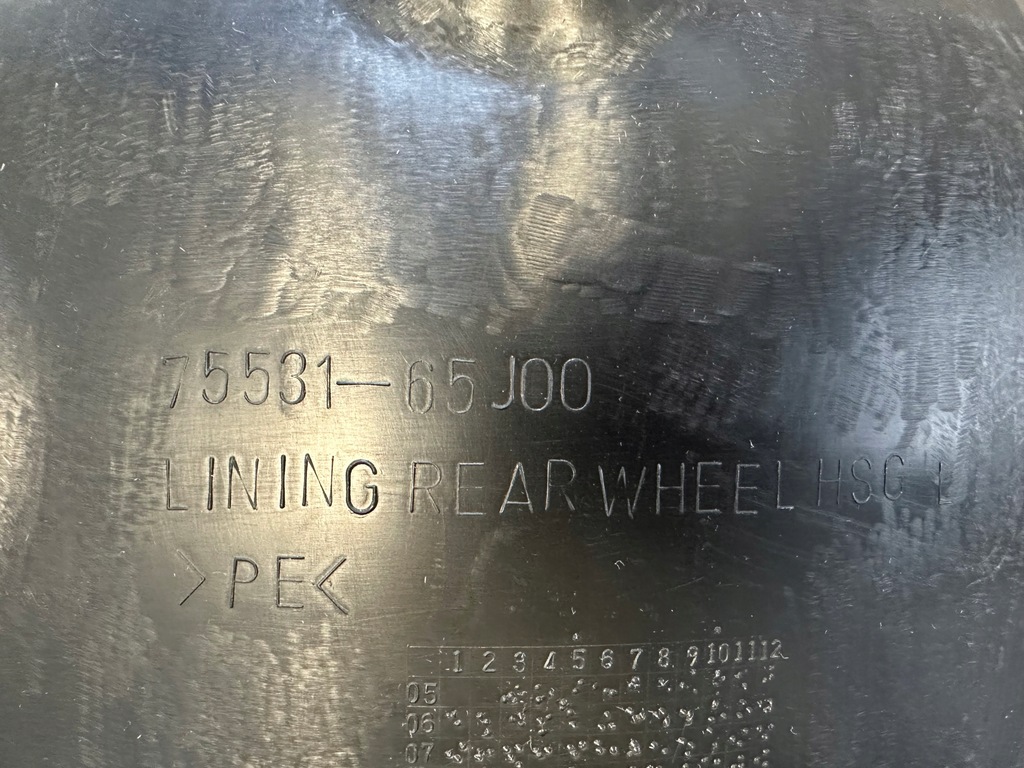 75531-65J00
LINING REAR WHEEL HSG L
>PE<
1 2 3 4 5 6 7 8 9 10 11 12
05
06
07